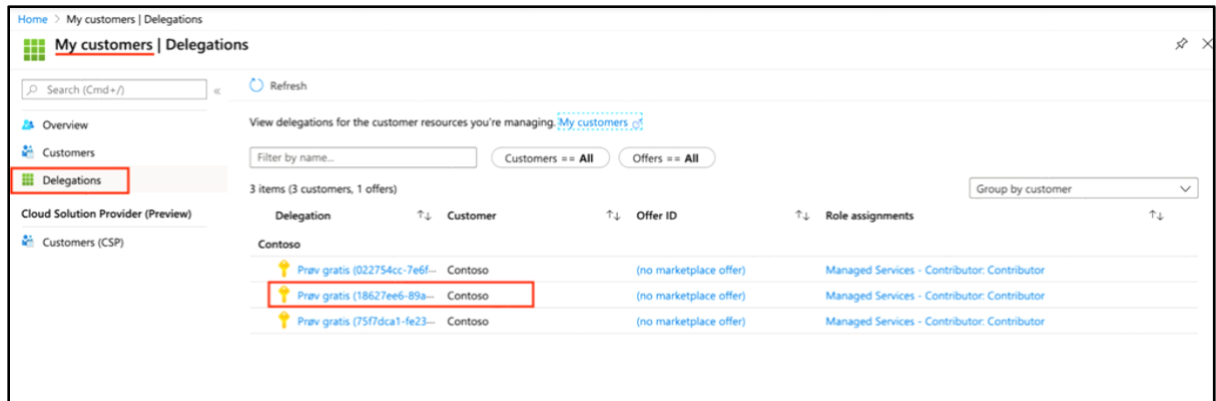 Home > My customers | Delegations
My customers | Delegations
Search (Cmd+/)
«
Refresh
Overview
Customers
Delegations
Cloud Solution Provider (Preview)
Customers (CSP)
View delegations for the customer resources you're managing. My customers
Filter by name...
Customers == All
Offers == All
3 items (3 customers, 1 offers)
Group by customer
Delegation ↑↓ Customer ↑↓ Offer ID ↑↓ Role assignments ↑↓
Contoso
Prøv gratis (022754cc-7e6f-... Contoso (no marketplace offer) Managed Services - Contributor: Contributor
Prøv gratis (18627ee6-89a-... Contoso (no marketplace offer) Managed Services - Contributor: Contributor
Prøv gratis (75f7dca1-fe23-... Contoso (no marketplace offer) Managed Services - Contributor: Contributor